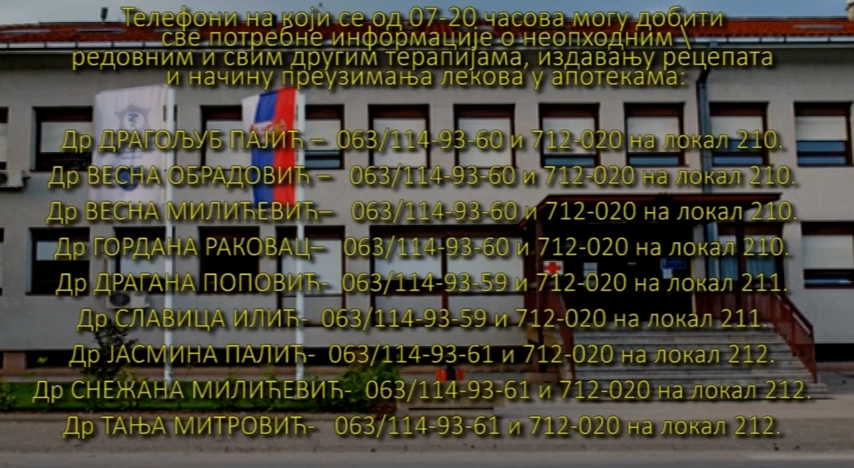 Телефони на који се од 07-20 часова могу добити
све потребне информације о неопходним \
редовним и свим другим терапијама, издавању рецепата
и начину преузимања лекова у апотекама:
Др ДРАГОЉУБ ПАЈИЋ – 063/114-93-60 и 712-020 на локал 210.
Др ВЕСНА ОБРАДОВИЋ – 063/114-93-60 и 712-020 на локал 210.
Др ВЕСНА МИЛИЋЕВИЋ– 063/114-93-60 и 712-020 на локал 210.
Др ГОРДАНА РАКОВАЦ– 063/114-93-60 и 712-020 на локал 210.
Др ДРАГАНА ПОПОВИЋ- 063/114-93-59 и 712-020 на локал 211.
Др СЛАВИЦА ИЛИЋ- 063/114-93-59 и 712-020 на локал 211.
Др ЈАСМИНА ПАЛИЋ- 063/114-93-61 и 712-020 на локал 212.
Др СНЕЖАНА МИЛИЋЕВИЋ- 063/114-93-61 и 712-020 на локал 212.
Др ТАЊА МИТРОВИЋ- 063/114-93-61 и 712-020 на локал 212.